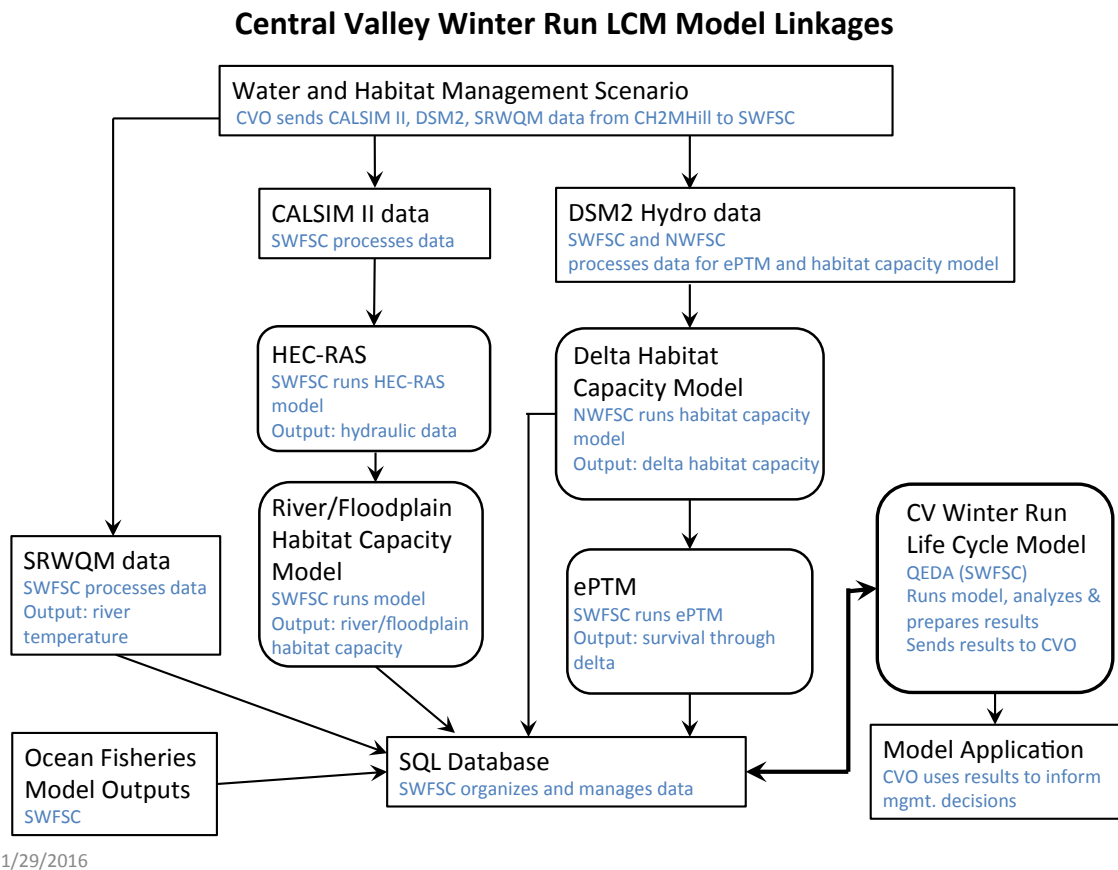 Central Valley Winter Run LCM Model Linkages
Water and Habitat Management Scenario
CVO sends CALSIM II, DSM2, SRWQM data from CH2MHill to SWFSC
CALSIM II data
SWFSC processes data
DSM2 Hydro data
SWFSC and NWFSC
processes data for ePTM and habitat capacity model
HEC-RAS
SWFSC runs HEC-RAS
model
Output: hydraulic data
Delta Habitat
Capacity Model
NWFSC runs habitat capacity
model
Output: delta habitat capacity
River/Floodplain
Habitat Capacity
Model
SWFSC runs model
Output: river/floodplain
habitat capacity
CV Winter Run
Life Cycle Model
QEDA (SWFSC)
Runs model, analyzes &
prepares results
Sends results to CVO
SRWQM data
SWFSC processes data
Output: river
temperature
ePTM
SWFSC runs ePTM
Output: survival through
delta
Ocean Fisheries
Model Outputs
SWFSC
SQL Database
SWFSC organizes and manages data
Model Application
CVO uses results to inform
mgmt. decisions
1/29/2016